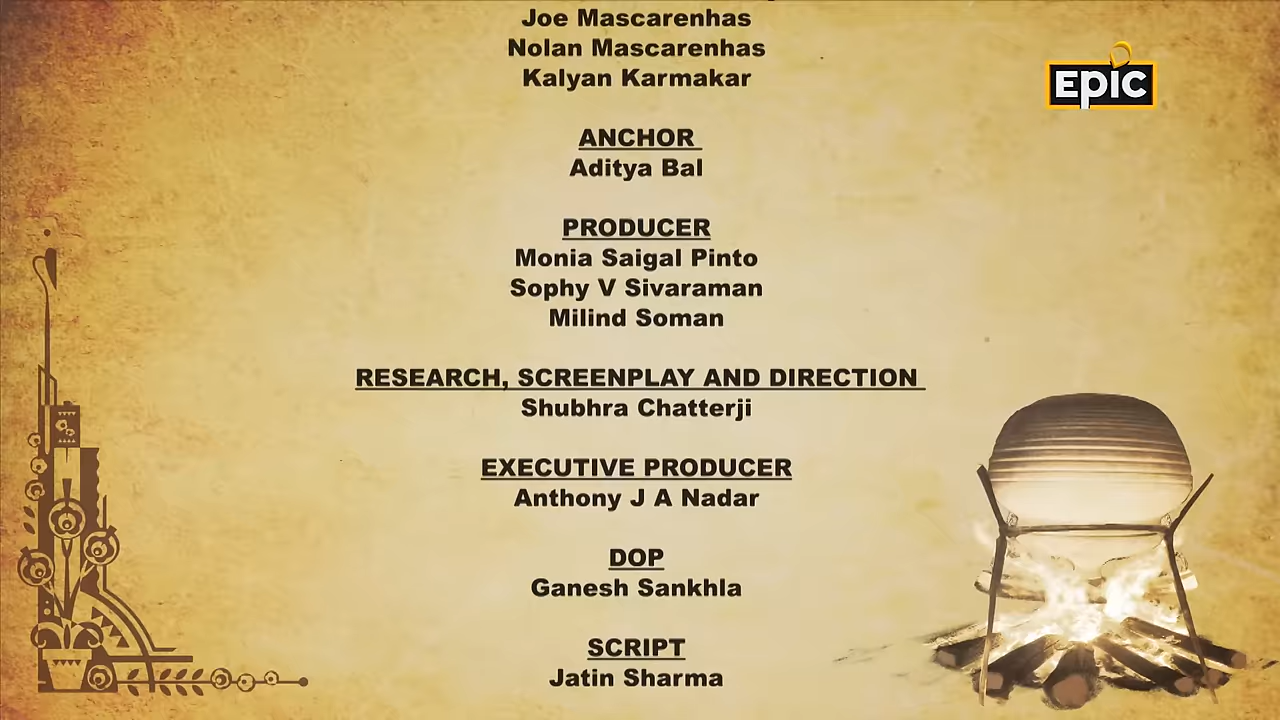 Joe Mascarenhas
Nolan Mascarenhas
Kalyan Karmakar
EPIC
ANCHOR
Aditya Bal
PRODUCER
Monia Saigal Pinto
Sophy V Sivaraman
Milind Soman
RESEARCH, SCREENPLAY AND DIRECTION
Shubhra Chatterji
EXECUTIVE PRODUCER
Anthony J A Nadar
DOP
Ganesh Sankhla
SCRIPT
Jatin Sharma